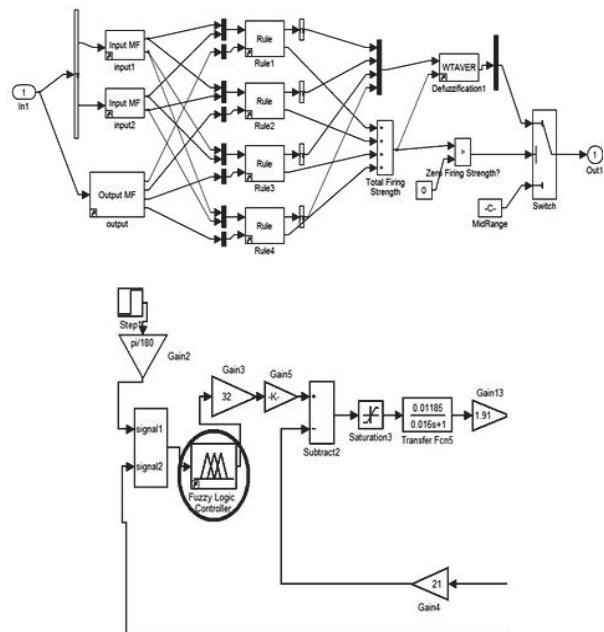 1
In1
Input MF
input1
Input MF
input2
Output MF
output
Rule
Rule1
Rule
Rule2
Rule
Rule3
Rule
Rule4
+
+
+
+
Total Firing
Strength
WTAVER
Defuzzification1
0
>
Zero Firing Strength?
-C-
MidRange
Switch
1
Out1
Step1
pi/180
Gain2
signal1
signal2
Fuzzy Logic
Controller
Gain3
32
Gain5
-K-
+
−
Subtract2
Saturation3
0.01185
0.016s+1
Transfer Fcn5
Gain13
1.91
21
Gain4